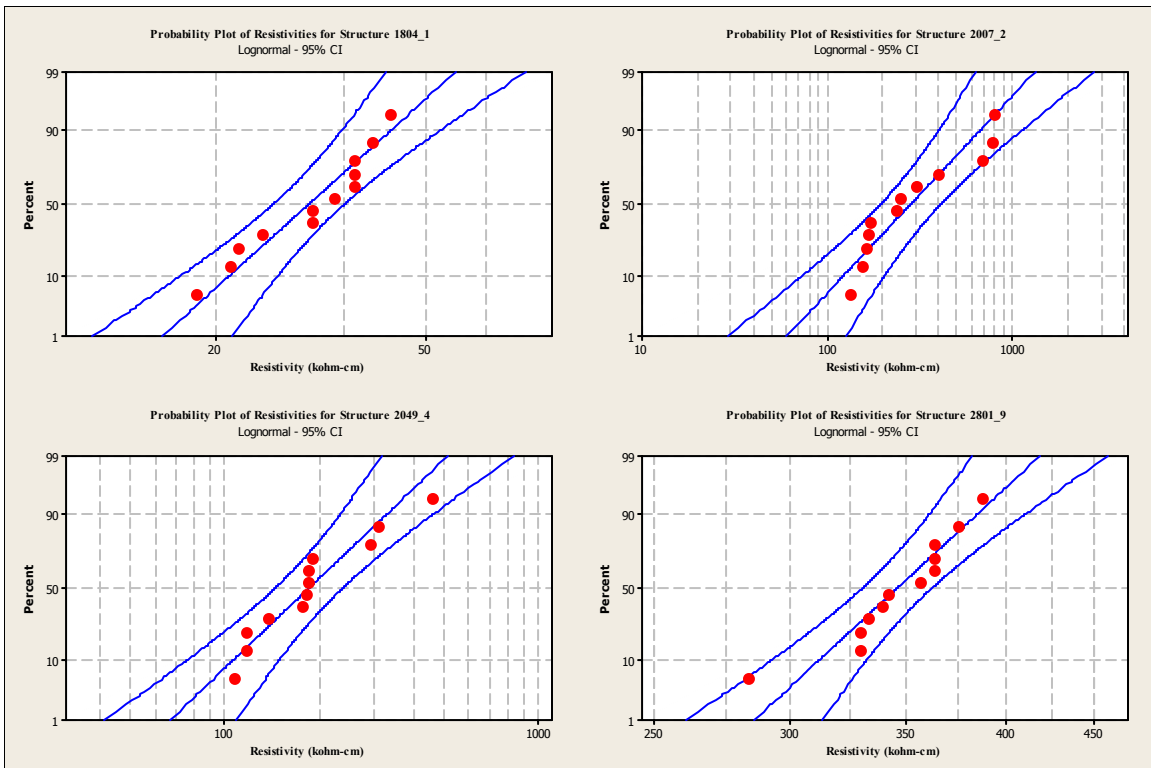 Probability Plot of Resistivities for Structure 1804_1
Lognormal - 95% CI
99
90
50
10
1
Percent
20
50
Resistivity (kohm-cm)
Probability Plot of Resistivities for Structure 2007_2
Lognormal - 95% CI
99
90
50
10
1
Percent
10
100
1000
Resistivity (kohm-cm)
Probability Plot of Resistivities for Structure 2049_4
Lognormal - 95% CI
99
90
50
10
1
Percent
100
1000
Resistivity (kohm-cm)
Probability Plot of Resistivities for Structure 2801_9
Lognormal - 95% CI
99
90
50
10
1
Percent
250
300
350
400
450
Resistivity (kohm-cm)